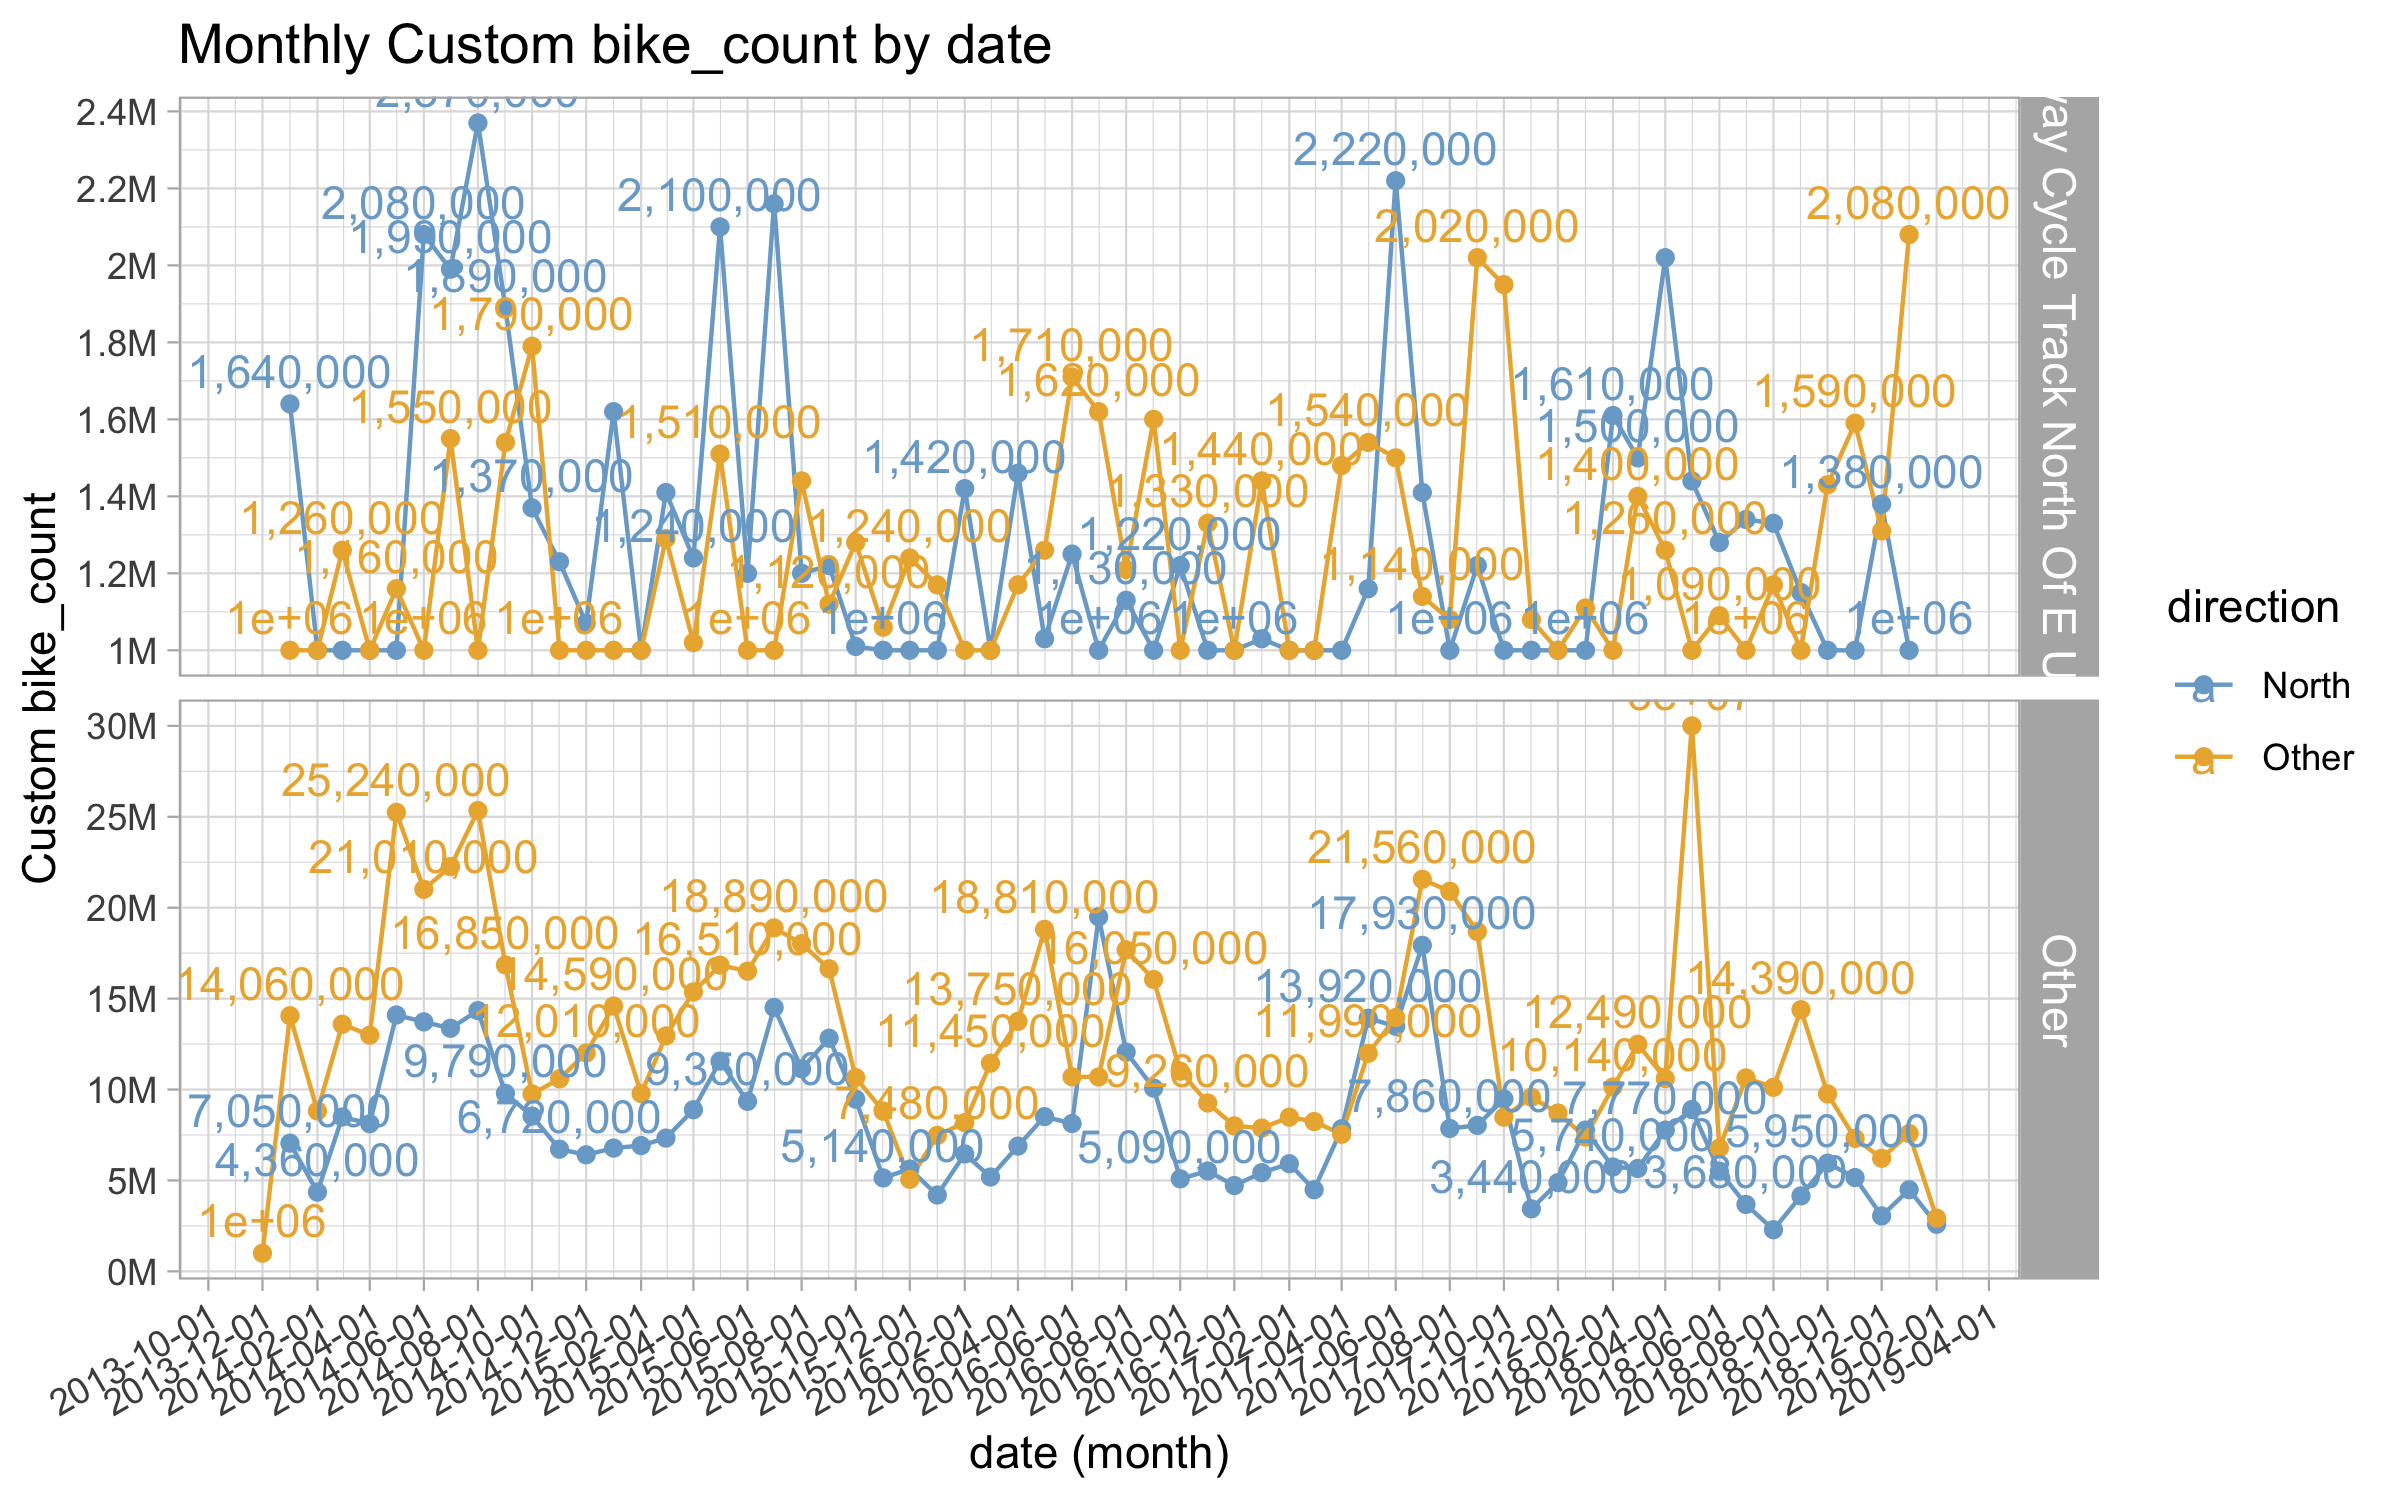 Monthly Custom bike_count by date
Custom bike_count
2.4M
2.2M
2M
1.8M
1.6M
1.4M
1.2M
1M
2,220,000
2,080,000
2,100,000
2,080,000
1,990,000
2,020,000
1,890,000
1,790,000
1,710,000
1,640,000
1,620,000
1,610,000
1,590,000
1,550,000
1,540,000
1,510,000
1,500,000
1,440,000
1,420,000
1,400,000
1,370,000
1,380,000
1,330,000
1,260,000
1,240,000
1,240,000
1,220,000
1,260,000
1,160,000
1,120,000
1,130,000
1,140,000
1,090,000
1e+06
1e+06
1e+06
1e+06
1e+06
1e+06
1e+06
1e+06
1e+06
1e+06
1e+06
Cycle Track North Of E
30M
25M
20M
15M
10M
5M
0M
25,240,000
21,010,000
21,560,000
18,890,000
18,810,000
17,930,000
16,850,000
16,510,000
16,050,000
14,060,000
14,590,000
13,750,000
13,920,000
14,390,000
12,010,000
11,450,000
11,990,000
12,490,000
9,790,000
9,350,000
9,260,000
10,140,000
7,050,000
6,720,000
7,480,000
7,860,000
7,770,000
4,360,000
5,140,000
5,090,000
5,740,000
5,950,000
3,440,000
3,680,000
1e+06
Other
2013-10-01
2013-12-01
2014-02-01
2014-04-01
2014-06-01
2014-08-01
2014-10-01
2014-12-01
2015-02-01
2015-04-01
2015-06-01
2015-08-01
2015-10-01
2015-12-01
2016-02-01
2016-04-01
2016-06-01
2016-08-01
2016-10-01
2016-12-01
2017-02-01
2017-04-01
2017-06-01
2017-08-01
2017-10-01
2017-12-01
2018-02-01
2018-04-01
2018-06-01
2018-08-01
2018-10-01
2018-12-01
2019-02-01
2019-04-01
date (month)
direction
a North
a Other